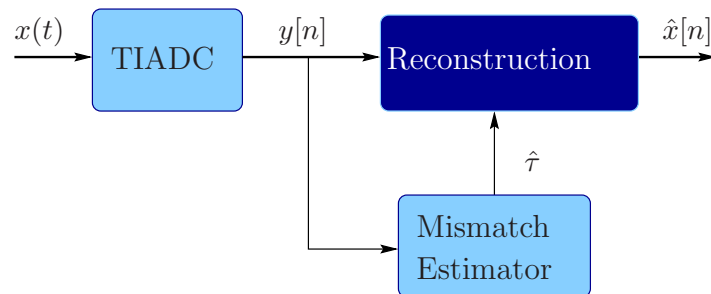 x(t)
TIADC
y[n]
Reconstruction
x̂[n]
τ̂
Mismatch
Estimator